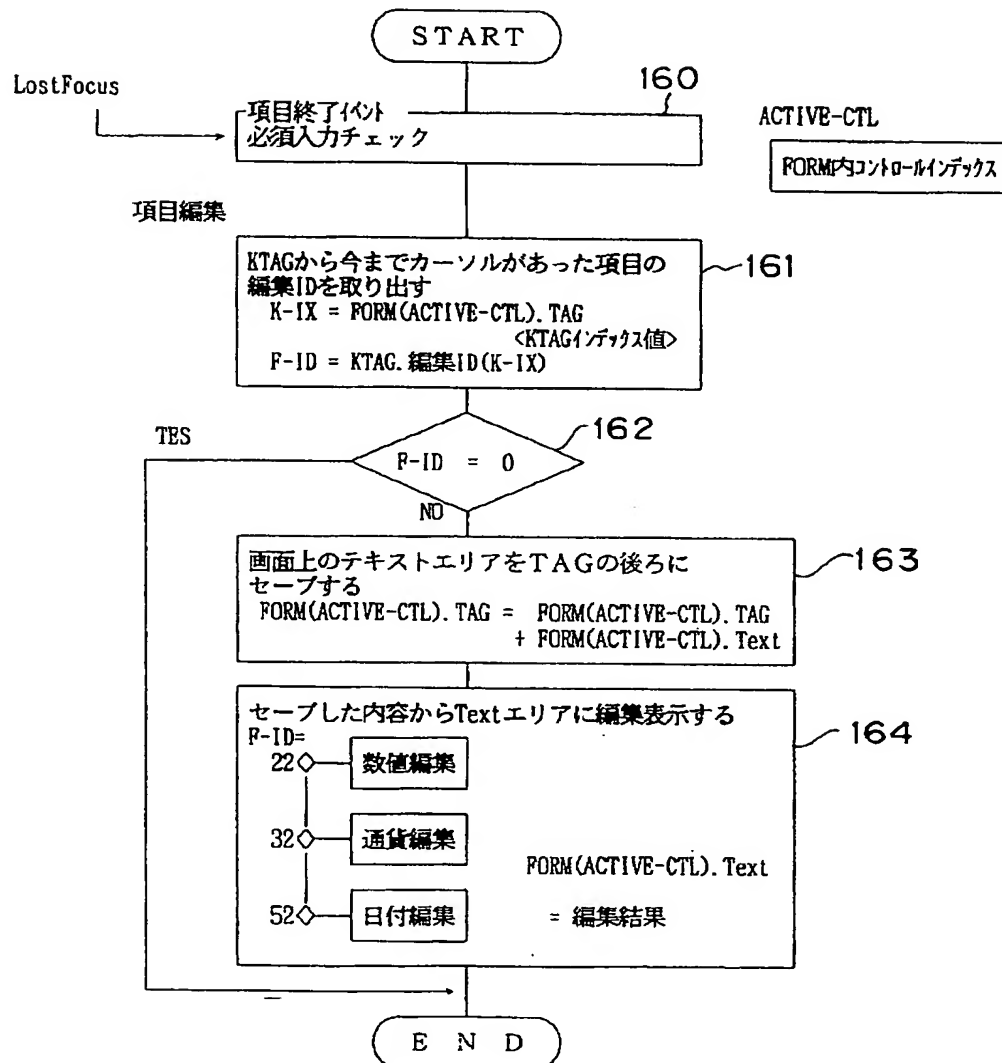 START
LostFocus
160
項目終了イベント
必須入力チェック
ACTIVE-CTL
FORM内コントロールインデックス
項目編集
161
KTAGから今までカーソルがあった項目の
編集IDを取り出す
K-IX = FORM(ACTIVE-CTL).TAG
<KTAGインデックス値>
F-ID = KTAG.編集ID(K-IX)
162
TES
F-ID = 0
NO
163
画面上のテキストエリアをTAGの後ろに
セーブする
FORM(ACTIVE-CTL).TAG = FORM(ACTIVE-CTL).TAG
+ FORM(ACTIVE-CTL).Text
164
セーブした内容からTextエリアに編集表示する
F-ID=
22 数値編集
32 通貨編集
FORM(ACTIVE-CTL).Text
52 日付編集 = 編集結果
END